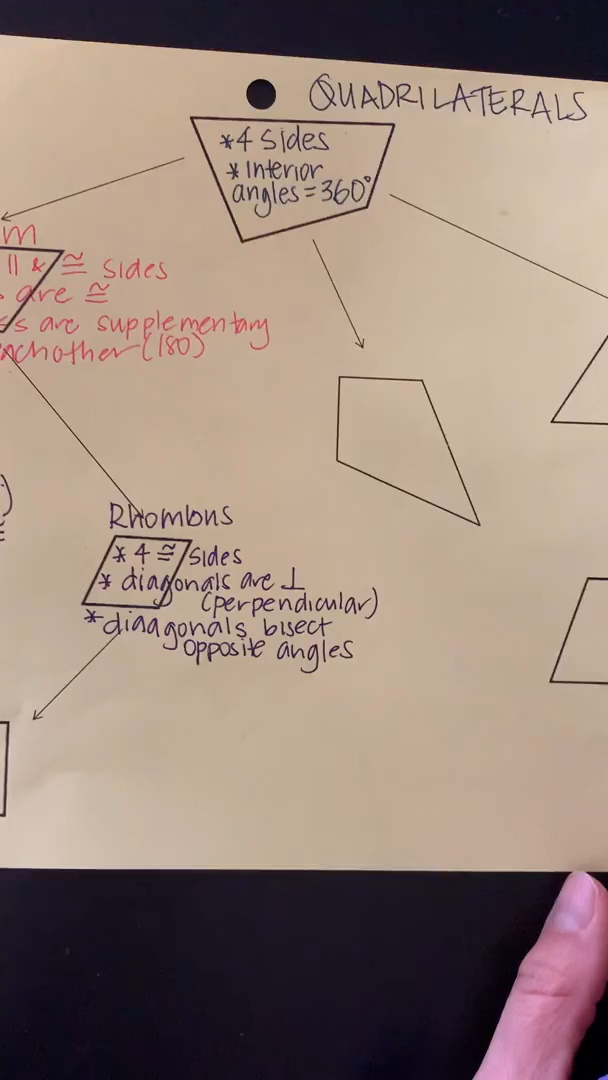 QUADRILATERALS
*4 sides
*interior
angles=360°
m
|| & ≅ sides
are ≅
s are supplementary
(180)
Rhombus
* 4 ≅ sides
* diagonals are ⊥
(perpendicular)
*diagonals bisect
opposite angles